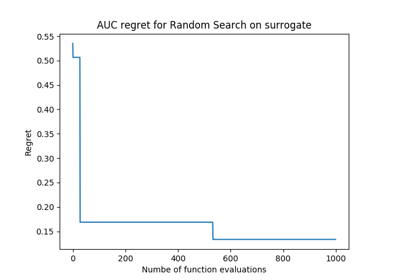 AUC regret for Random Search on surrogate
0.55
0.50
0.45
0.40
0.35
0.30
0.25
0.20
0.15
Regret
0 200 400 600 800 1000
Numbe of function evaluations